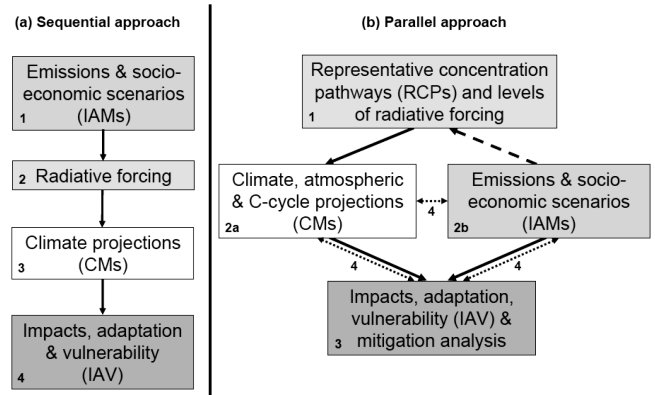 (a) Sequential approach
Emissions & socio-
economic scenarios
(IAMs)
1
2 Radiative forcing
Climate projections
(CMs)
3
Impacts, adaptation
& vulnerability
(IAV)
4
(b) Parallel approach
Representative concentration
pathways (RCPs) and levels
of radiative forcing
1
Climate, atmospheric
& C-cycle projections
(CMs)
2a
4
Emissions & socio-
economic scenarios
(IAMs)
2b
4
4
Impacts, adaptation,
vulnerability (IAV) &
mitigation analysis
3